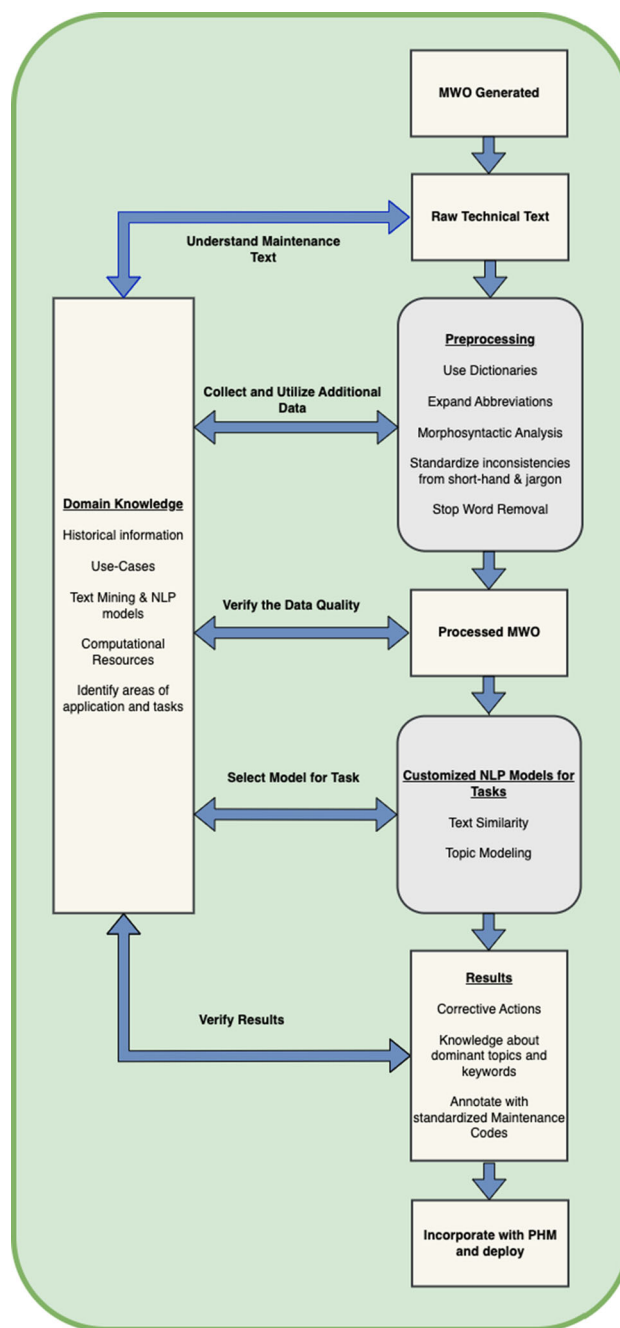 MWO Generated
Raw Technical Text
Understand Maintenance
Text
Preprocessing
Use Dictionaries
Expand Abbreviations
Morphosyntactic Analysis
Standardize inconsistencies
from short-hand & jargon
Stop Word Removal
Collect and Utilize Additional
Data
Domain Knowledge
Historical information
Use-Cases
Text Mining & NLP
models
Computational
Resources
Identify areas of
application and tasks
Verify the Data Quality
Processed MWO
Select Model for Task
Customized NLP Models for
Tasks
Text Similarity
Topic Modeling
Verify Results
Results
Corrective Actions
Knowledge about
dominant topics and
keywords
Annotate with
standardized Maintenance
Codes
Incorporate with PHM
and deploy